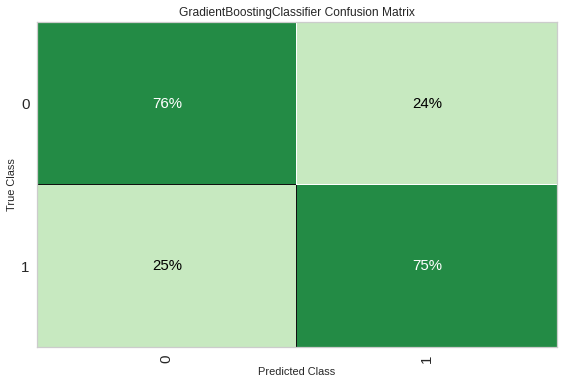 GradientBoostingClassifier Confusion Matrix
True Class
0
76%
24%
1
25%
75%
0
1
Predicted Class